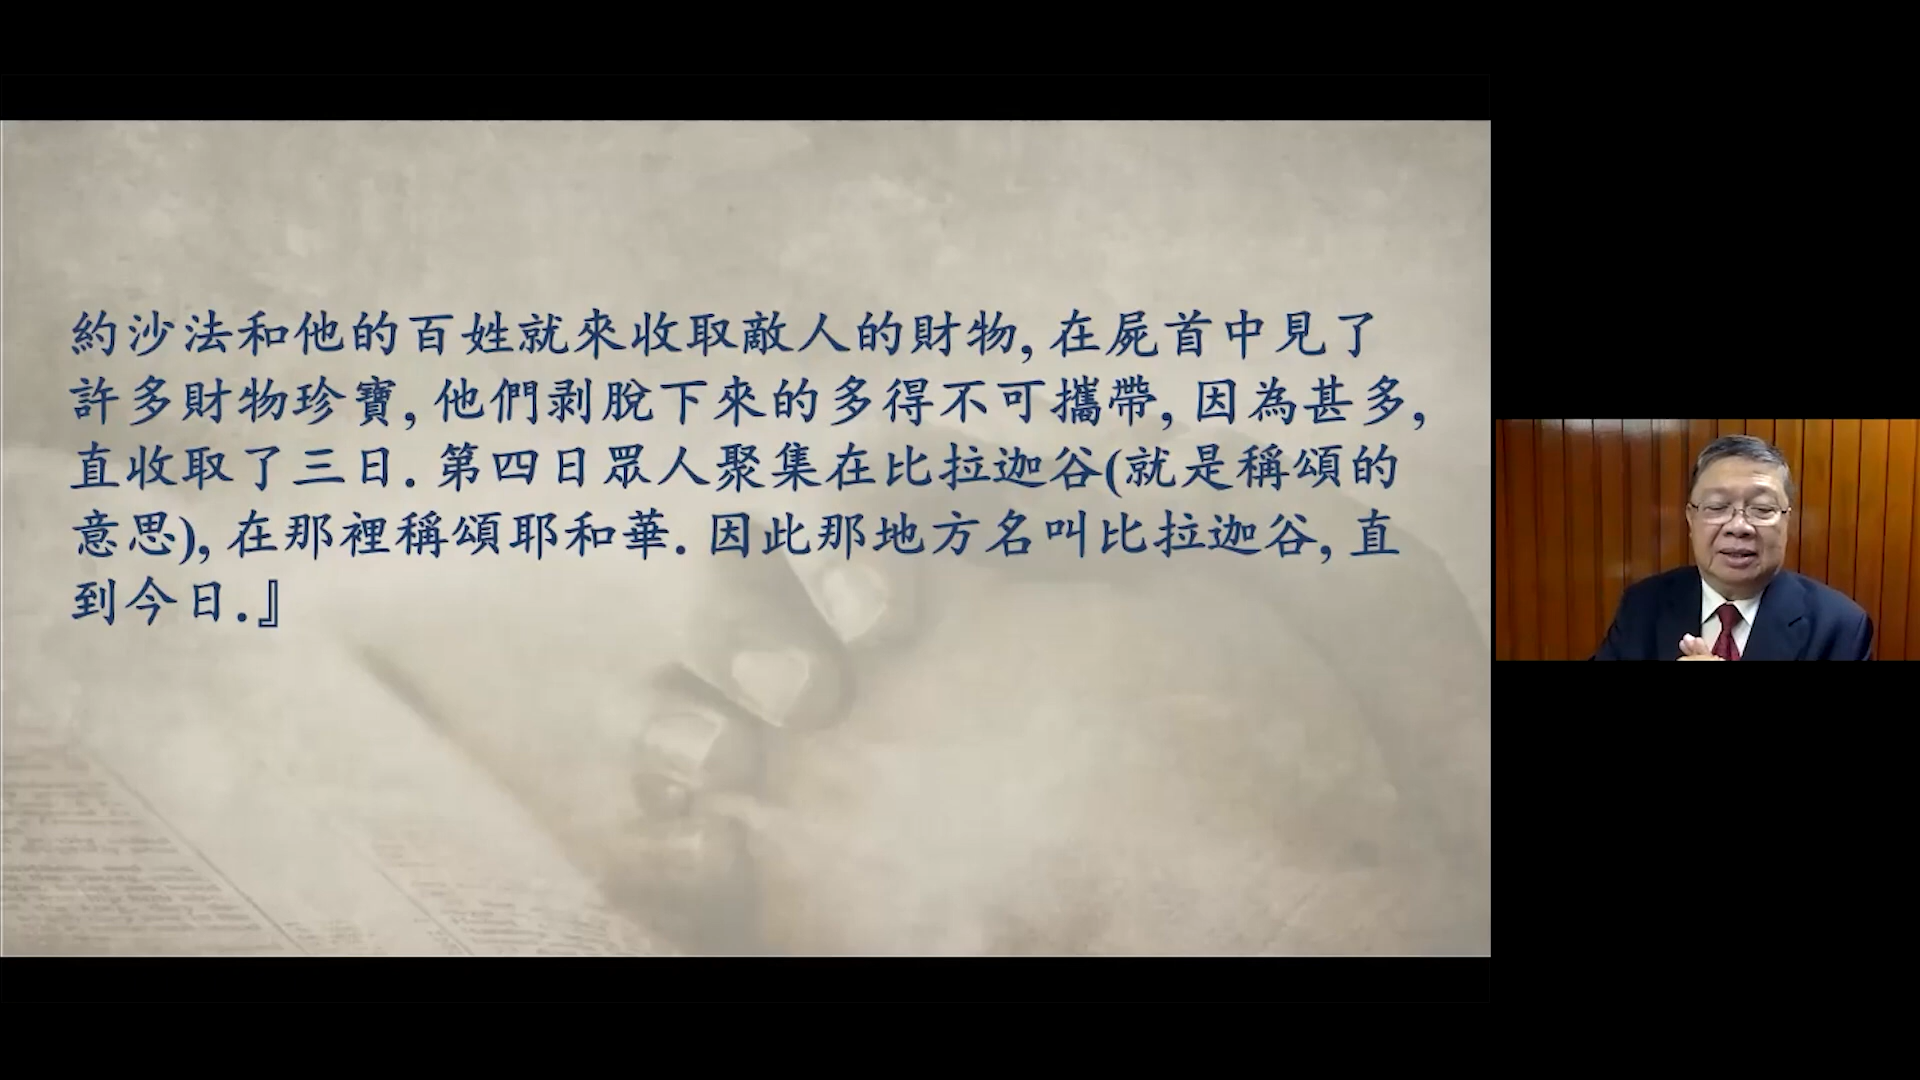 約沙法和他的百姓就來收取敵人的財物, 在屍首中見了
許多財物珍寶, 他們剥脫下來的多得不可攜帶, 因為甚多,
直收取了三日. 第四日眾人聚集在比拉迦谷(就是稱頌的
意思), 在那裡稱頌耶和華. 因此那地方名叫比拉迦谷, 直
到今日.』